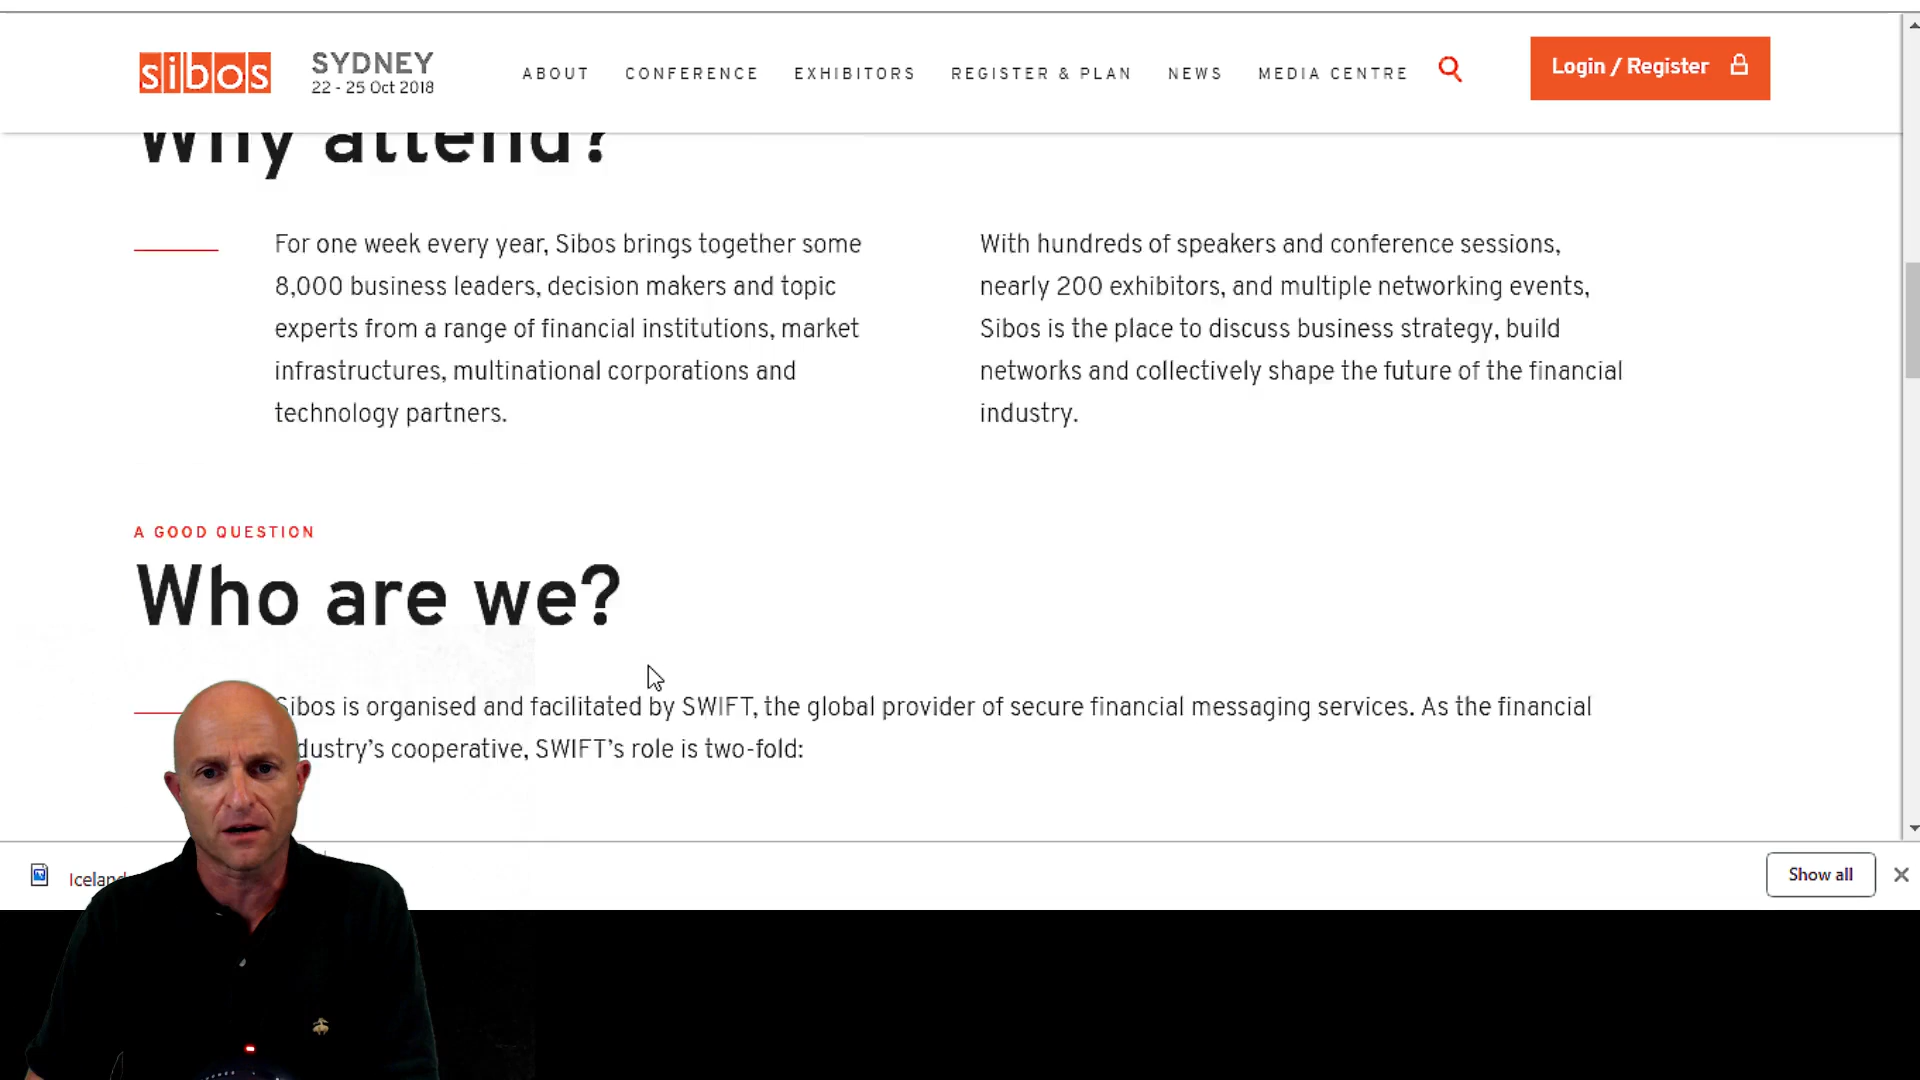 sibos
SYDNEY
22 - 25 Oct 2018
ABOUT
CONFERENCE
EXHIBITORS
REGISTER & PLAN
NEWS
MEDIA CENTRE
Login / Register
Why attend?
For one week every year, Sibos brings together some
8,000 business leaders, decision makers and topic
experts from a range of financial institutions, market
infrastructures, multinational corporations and
technology partners.
With hundreds of speakers and conference sessions,
nearly 200 exhibitors, and multiple networking events,
Sibos is the place to discuss business strategy, build
networks and collectively shape the future of the financial
industry.
A GOOD QUESTION
Who are we?
Sibos is organised and facilitated by SWIFT, the global provider of secure financial messaging services. As the financial
dustry's cooperative, SWIFT's role is two-fold:
Iceland
Show all